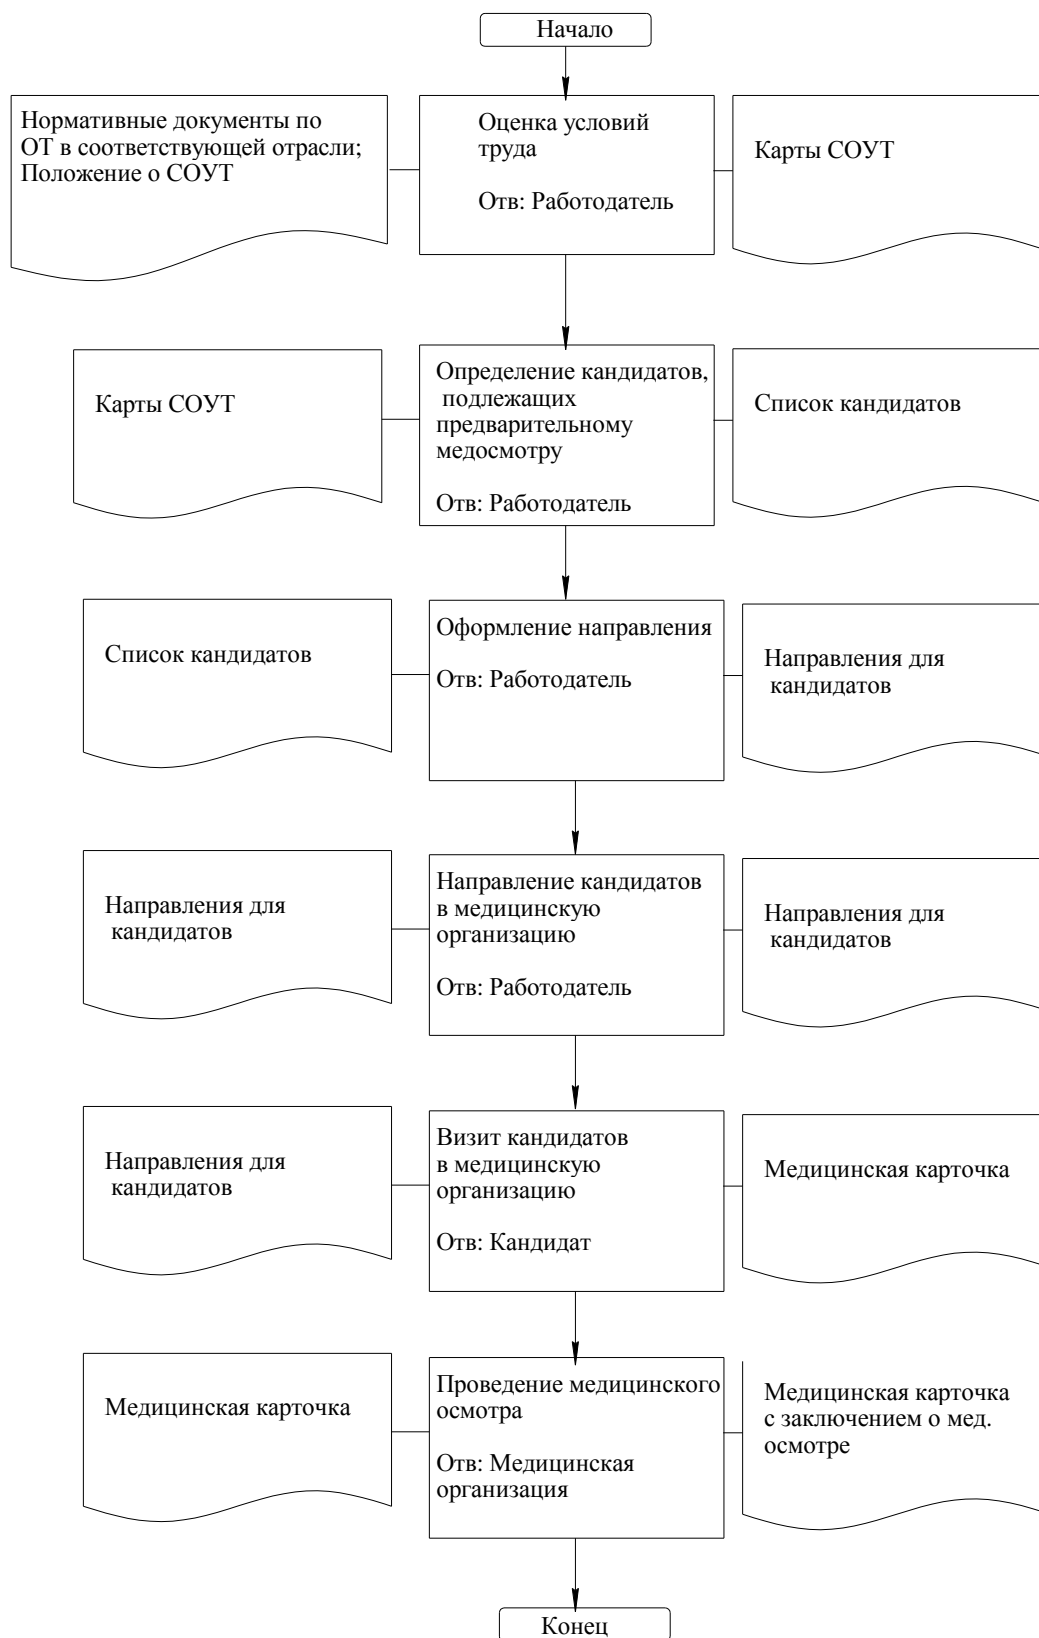 Начало
Нормативные документы по
ОТ в соответствующей отрасли;
Положение о СОУТ
Оценка условий
труда
Отв: Работодатель
Карты СОУТ
Карты СОУТ
Определение кандидатов,
подлежащих
предварительному
медосмотру
Отв: Работодатель
Список кандидатов
Список кандидатов
Оформление направления
Отв: Работодатель
Направления для
кандидатов
Направления для
кандидатов
Направление кандидатов
в медицинскую
организацию
Отв: Работодатель
Направления для
кандидатов
Направления для
кандидатов
Визит кандидатов
в медицинскую
организацию
Отв: Кандидат
Медицинская карточка
Медицинская карточка
Проведение медицинского
осмотра
Отв: Медицинская
организация
Медицинская карточка
с заключением о мед.
осмотре
Конец